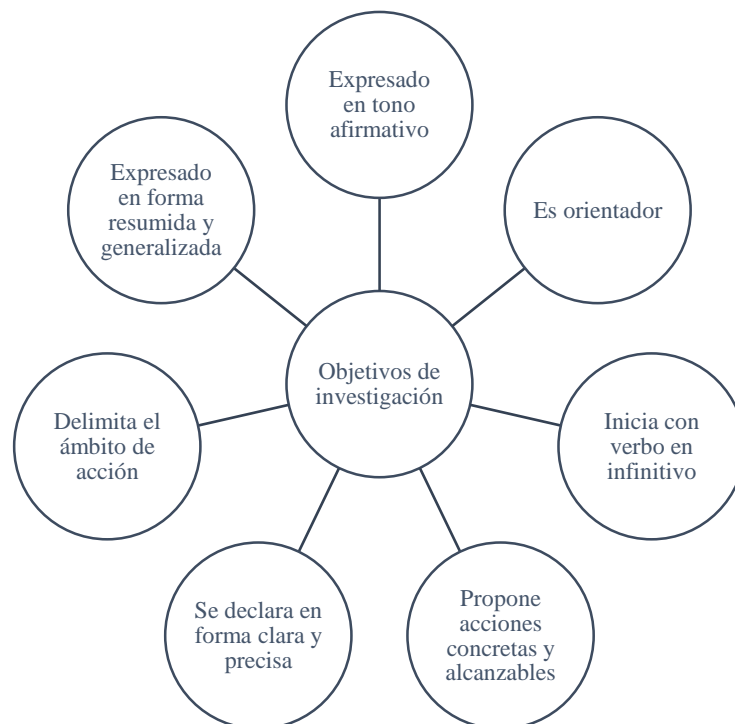 Expresado
en tono
afirmativo
Es orientador
Inicia con
verbo en
infinitivo
Propone
acciones
concretas y
alcanzables
Se declara en
forma clara y
precisa
Delimita el
ámbito de
acción
Expresado
en forma
resumida y
generalizada
Objetivos de
investigación